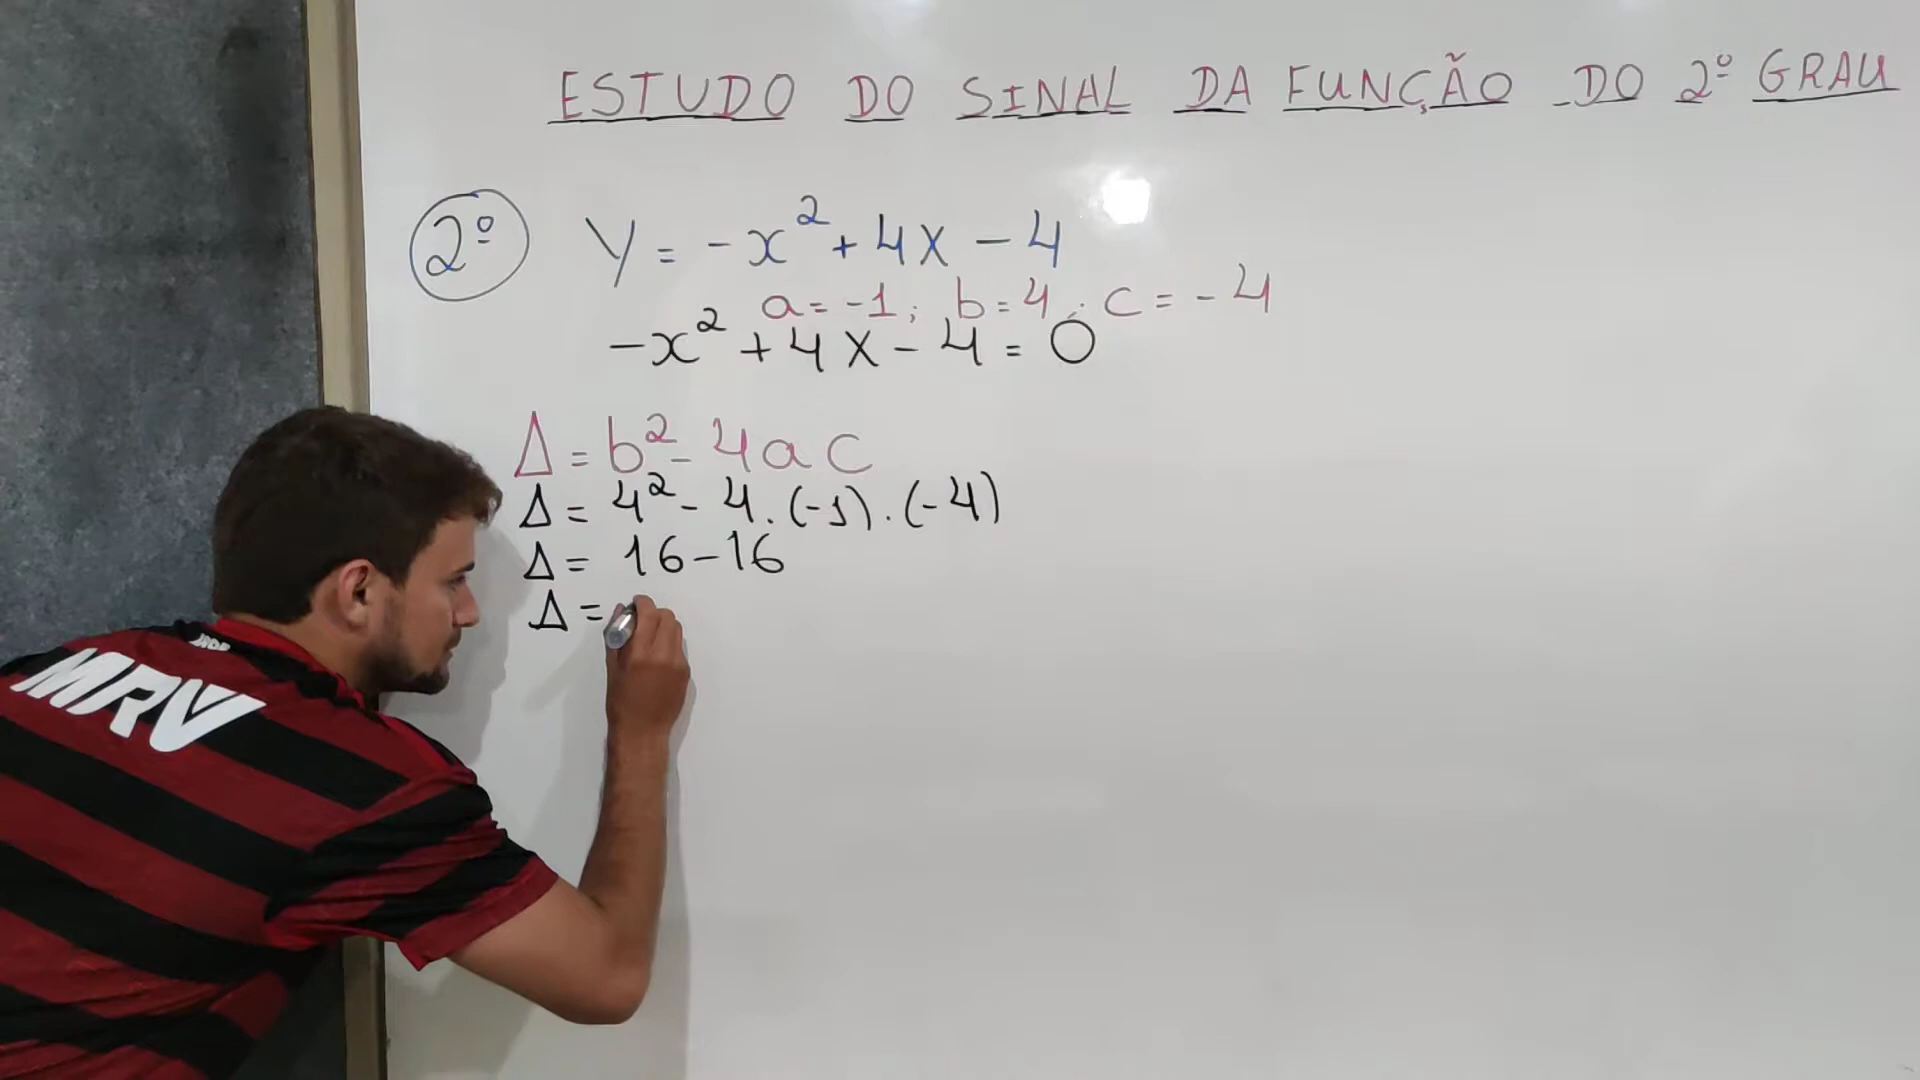 ESTUDO DO SINAL DA FUNÇÃO DO 2º GRAU
2º Y = -x² + 4x - 4
a = -1; b = 4; c = -4
-x² + 4x - 4 = 0
Δ = b² - 4ac
Δ = 4² - 4.(-1).(-4)
Δ = 16-16
Δ =
MRV